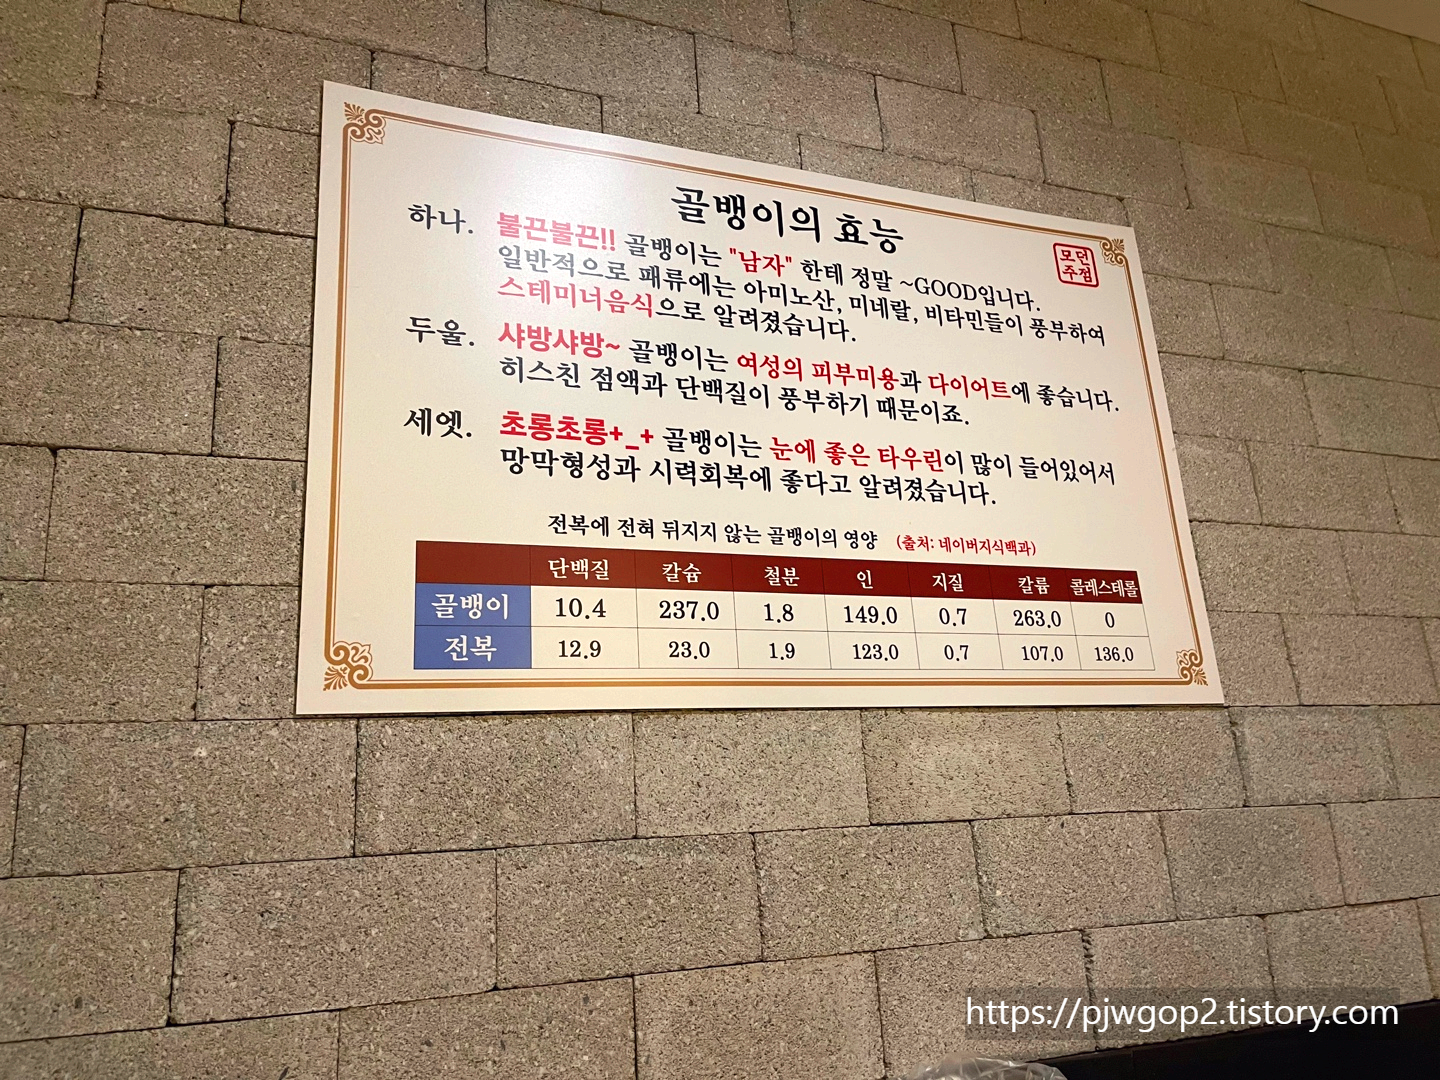 골뱅이의 효능
모던
주점
하나. 불끈불끈!! 골뱅이는 "남자" 한테 정말 ~GOOD입니다.
일반적으로 패류에는 아미노산, 미네랄, 비타민들이 풍부하여
스테미너음식으로 알려졌습니다.
두울. 샤방샤방~ 골뱅이는 여성의 피부미용과 다이어트에 좋습니다.
히스친 점액과 단백질이 풍부하기 때문이죠.
세엣. 초롱초롱+_+ 골뱅이는 눈에 좋은 타우린이 많이 들어있어서
망막형성과 시력회복에 좋다고 알려졌습니다.
전복에 전혀 뒤지지 않는 골뱅이의 영양 (출처: 네이버지식백과)
단백질 칼슘 철분 인 지질 칼륨 콜레스테롤
골뱅이 10.4 237.0 1.8 149.0 0.7 263.0 0
전복 12.9 23.0 1.9 123.0 0.7 107.0 136.0
https://pjwgop2.tistory.com